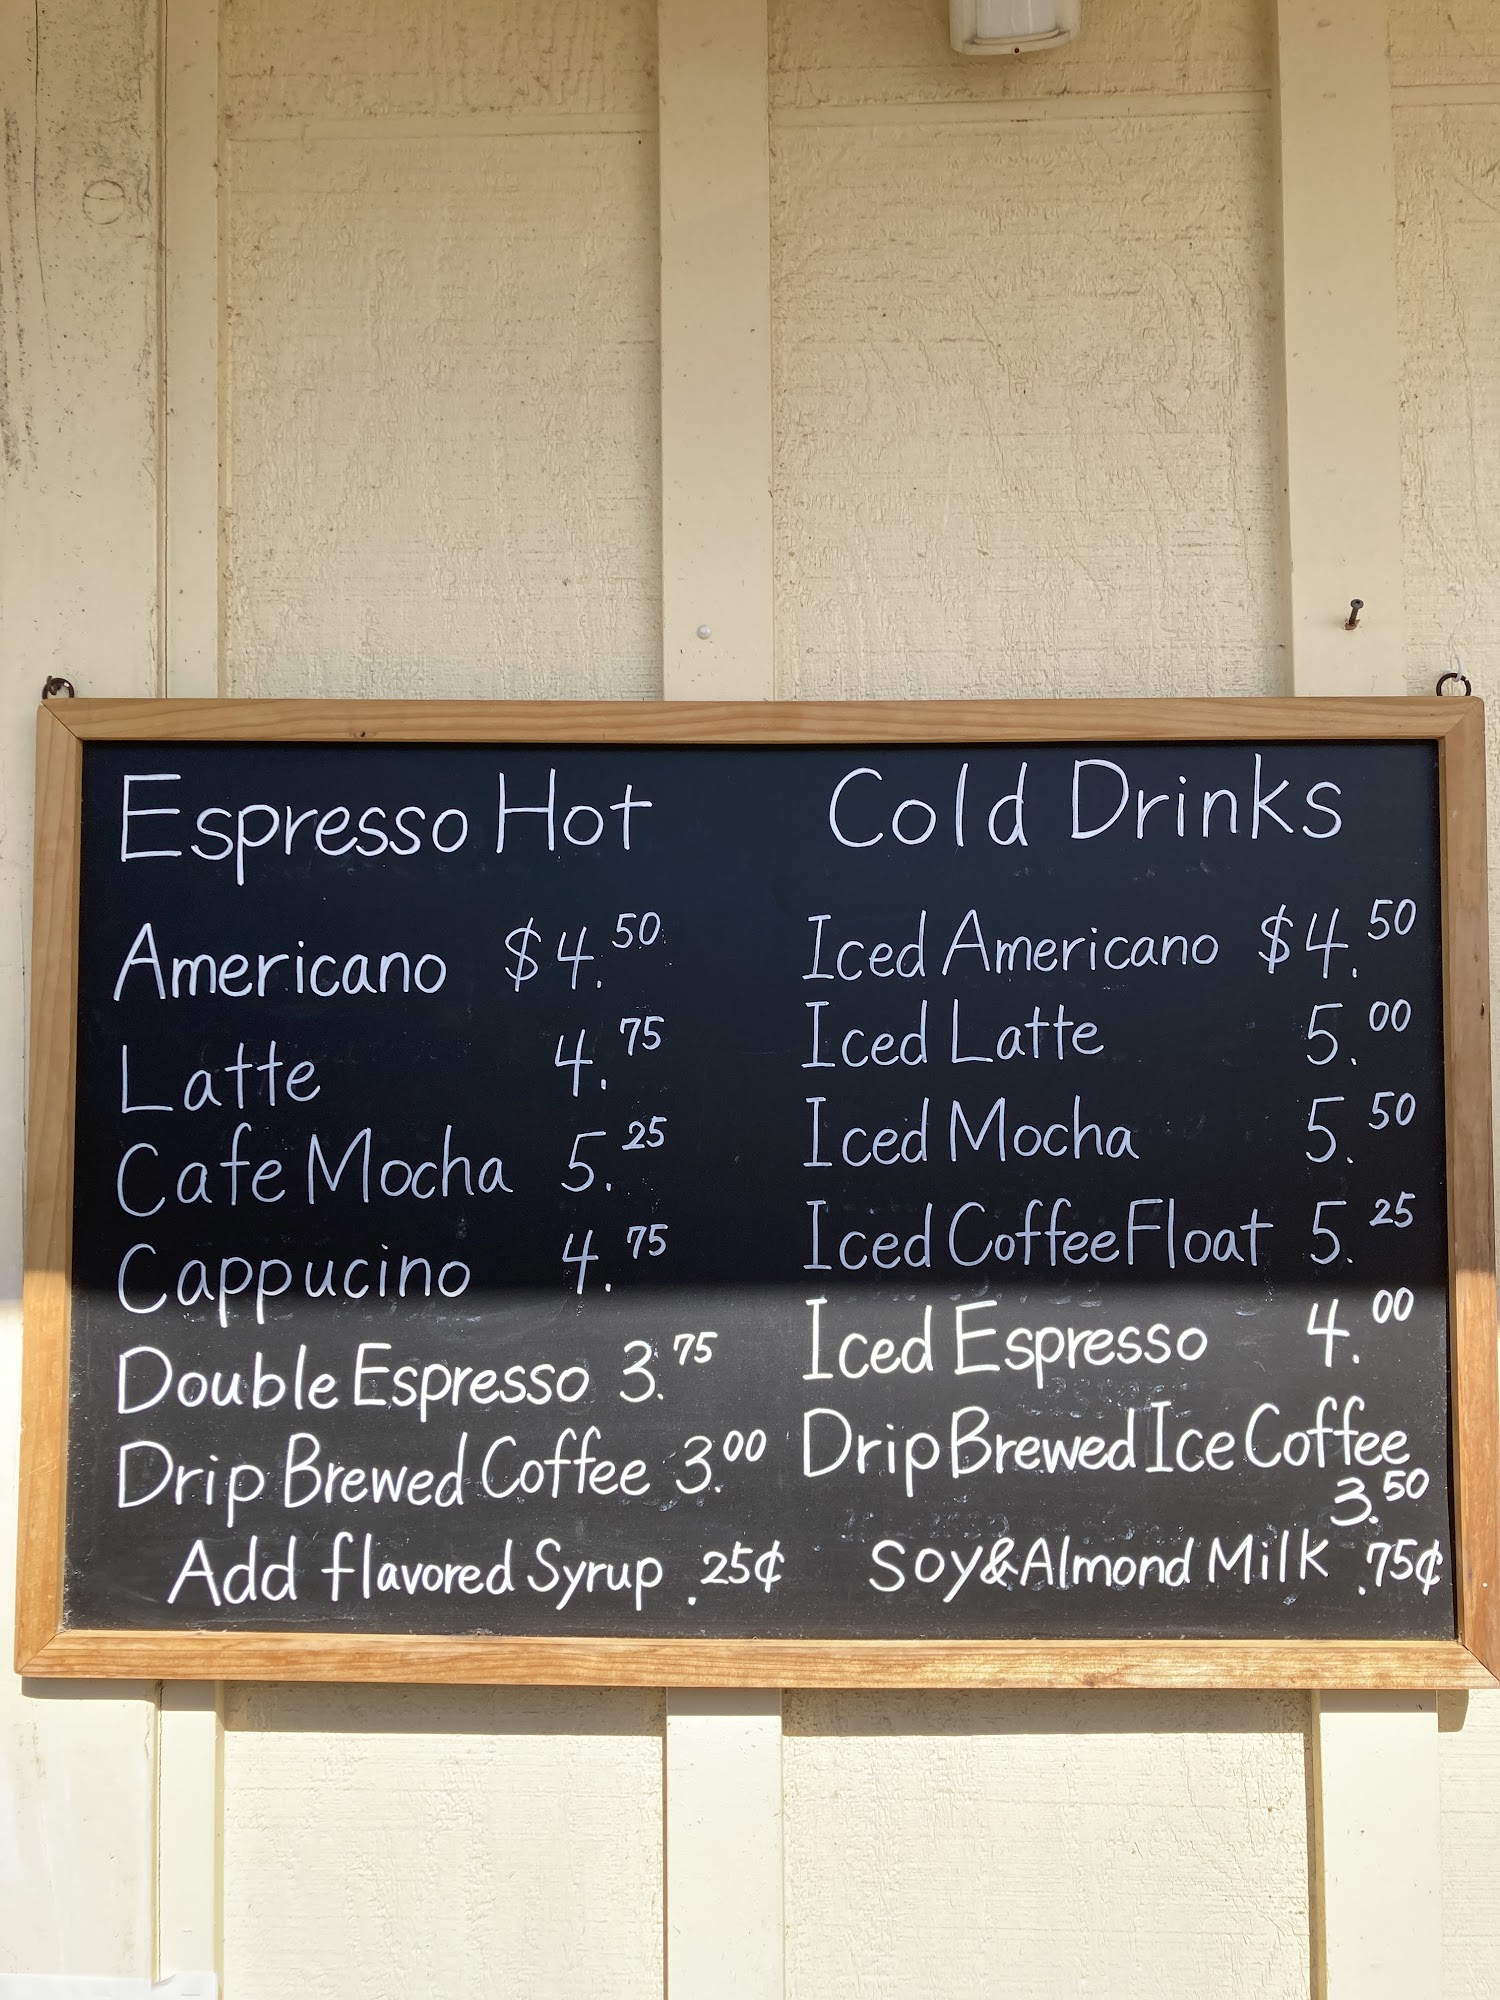 Espresso Hot
Americano $4.50
Latte 4.75
Cafe Mocha 5.25
Cappucino 4.75
Double Espresso 3.75
Drip Brewed Coffee 3.00
Add flavored Syrup .25¢
Cold Drinks
Iced Americano $4.50
Iced Latte 5.00
Iced Mocha 5.50
Iced Coffee Float 5.25
Iced Espresso 4.00
Drip Brewed Ice Coffee
3.50
Soy & Almond Milk .75¢